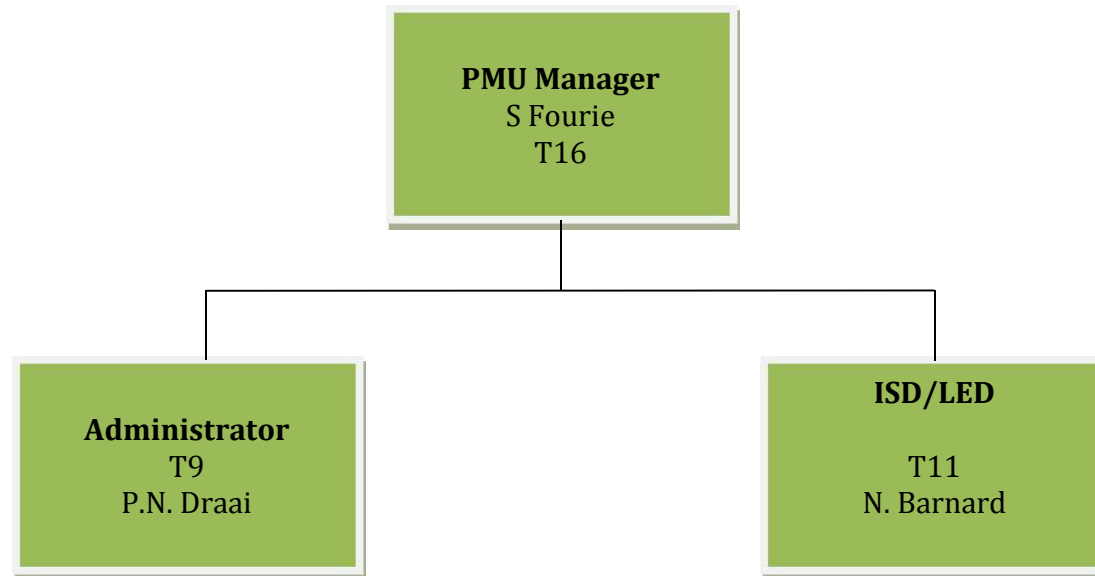 PMU Manager
S Fourie
T16
Administrator
T9
P.N. Draai
ISD/LED
T11
N. Barnard